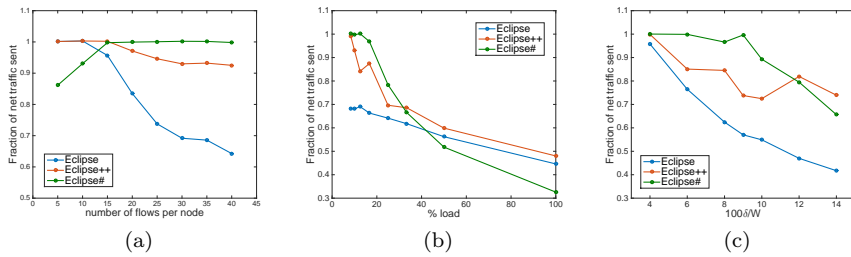 Fraction of net traffic sent
1.1
1
0.9
0.8
0.7
0.6
0.5
Eclipse
Eclipse++
Eclipse#
0 5 10 15 20 25 30 35 40 45
number of flows per node
(a)
Fraction of net traffic sent
1.1
1
0.9
0.8
0.7
0.6
0.5
0.4
0.3
Eclipse
Eclipse++
Eclipse#
0 20 40 60 80 100
% load
(b)
Fraction of net traffic sent
1.1
1
0.9
0.8
0.7
0.6
0.5
0.4
0.3
Eclipse
Eclipse++
Eclipse#
2 4 6 8 10 12 14
100δ/W
(c)